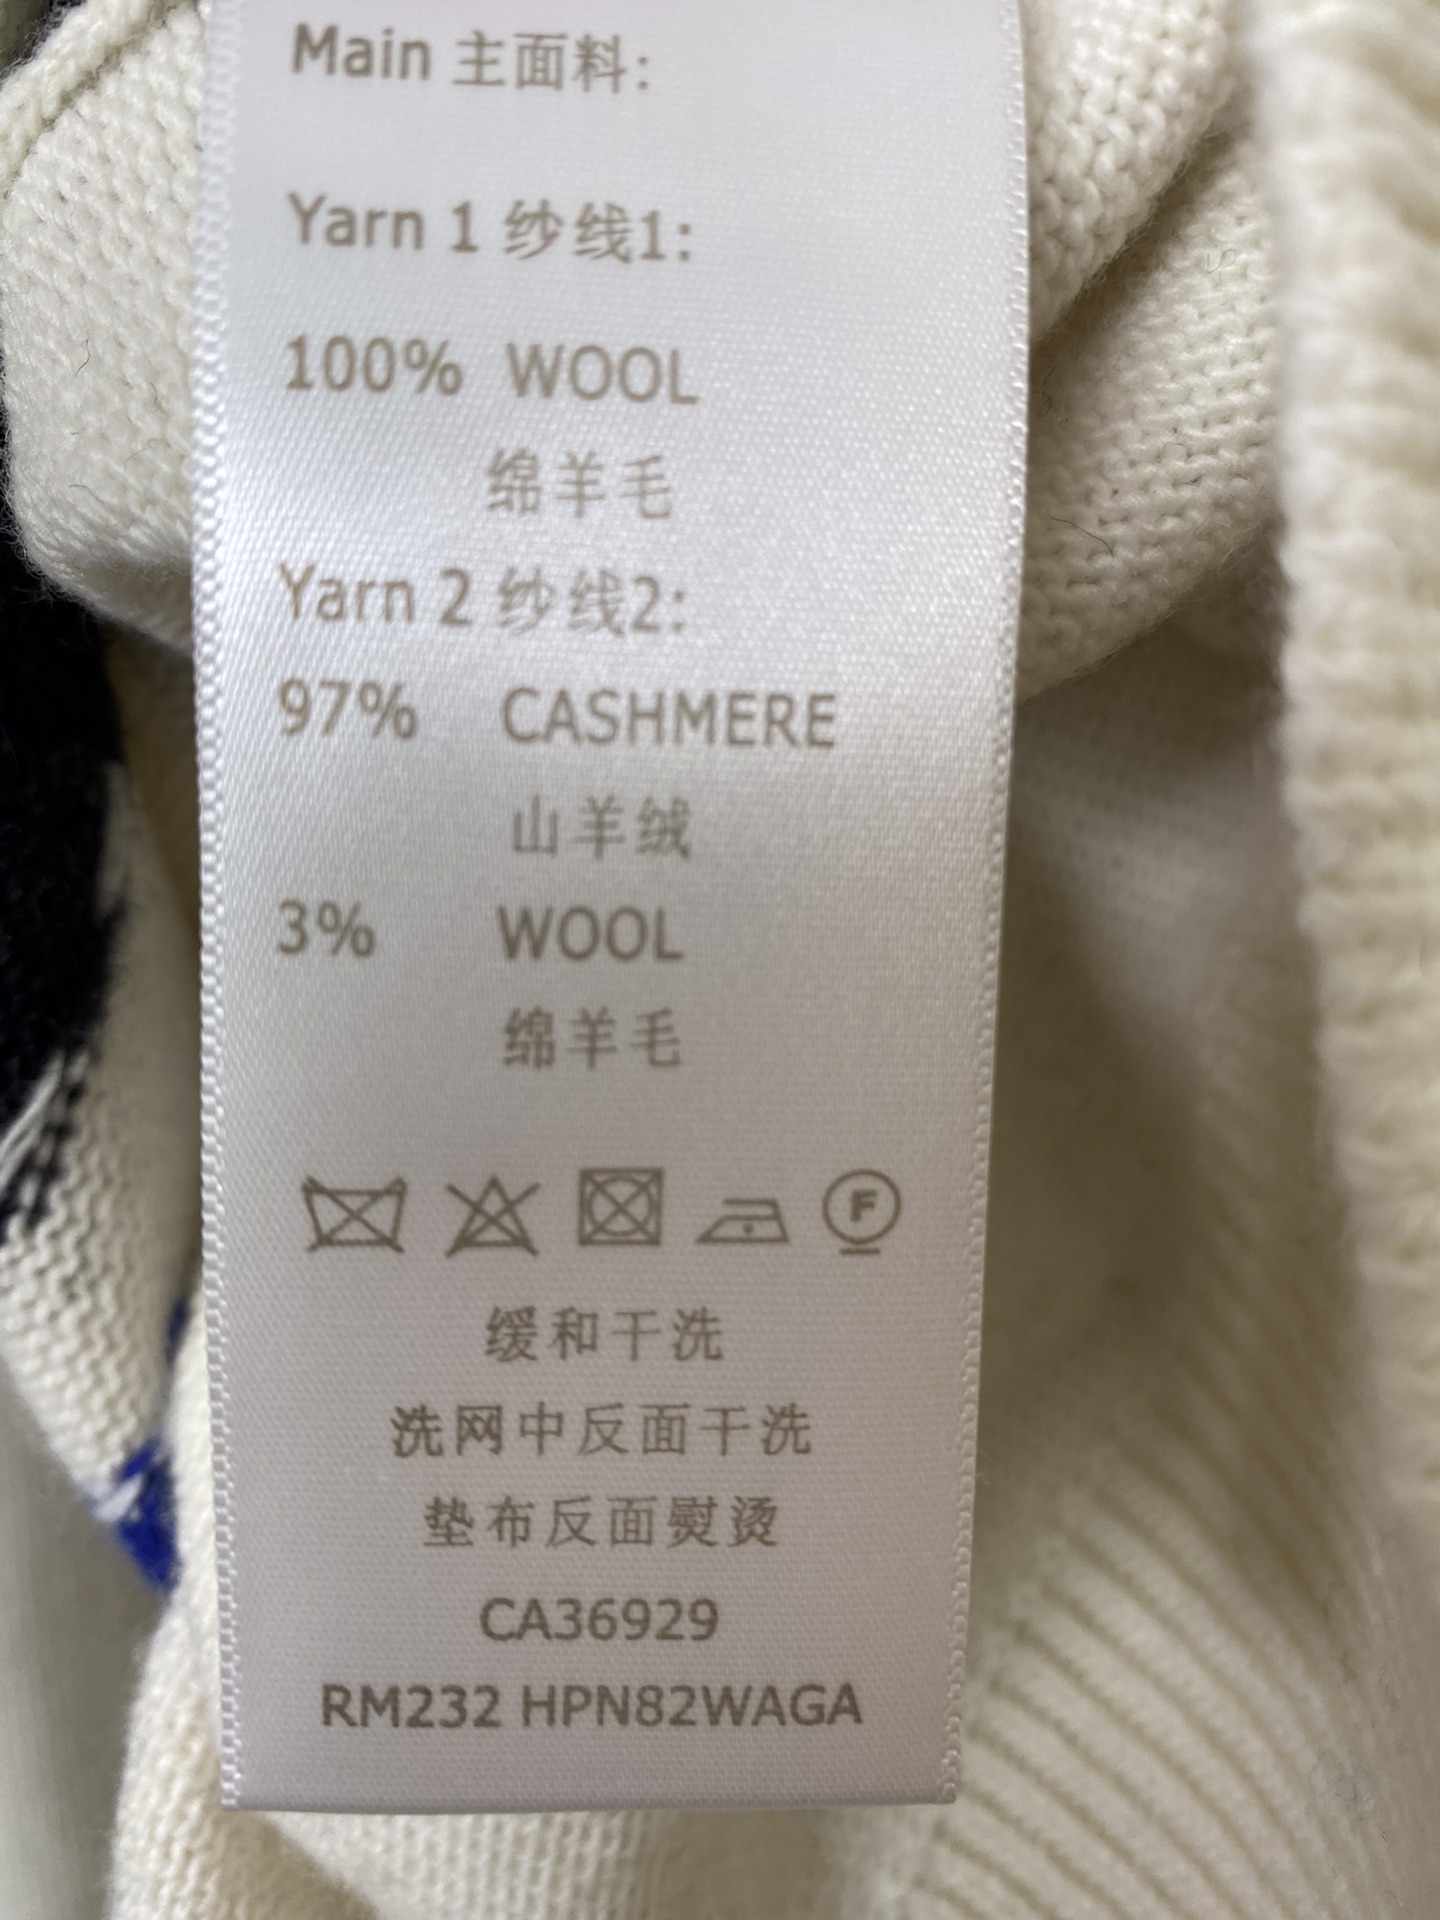 Main 主面料:
Yarn 1 纱线1:
100% WOOL
绵羊毛
Yarn 2 纱线2:
97% CASHMERE
山羊绒
3% WOOL
绵羊毛
F
缓和干洗
洗网中反面干洗
垫布反面熨烫
CA36929
RM232 HPN82WAGA